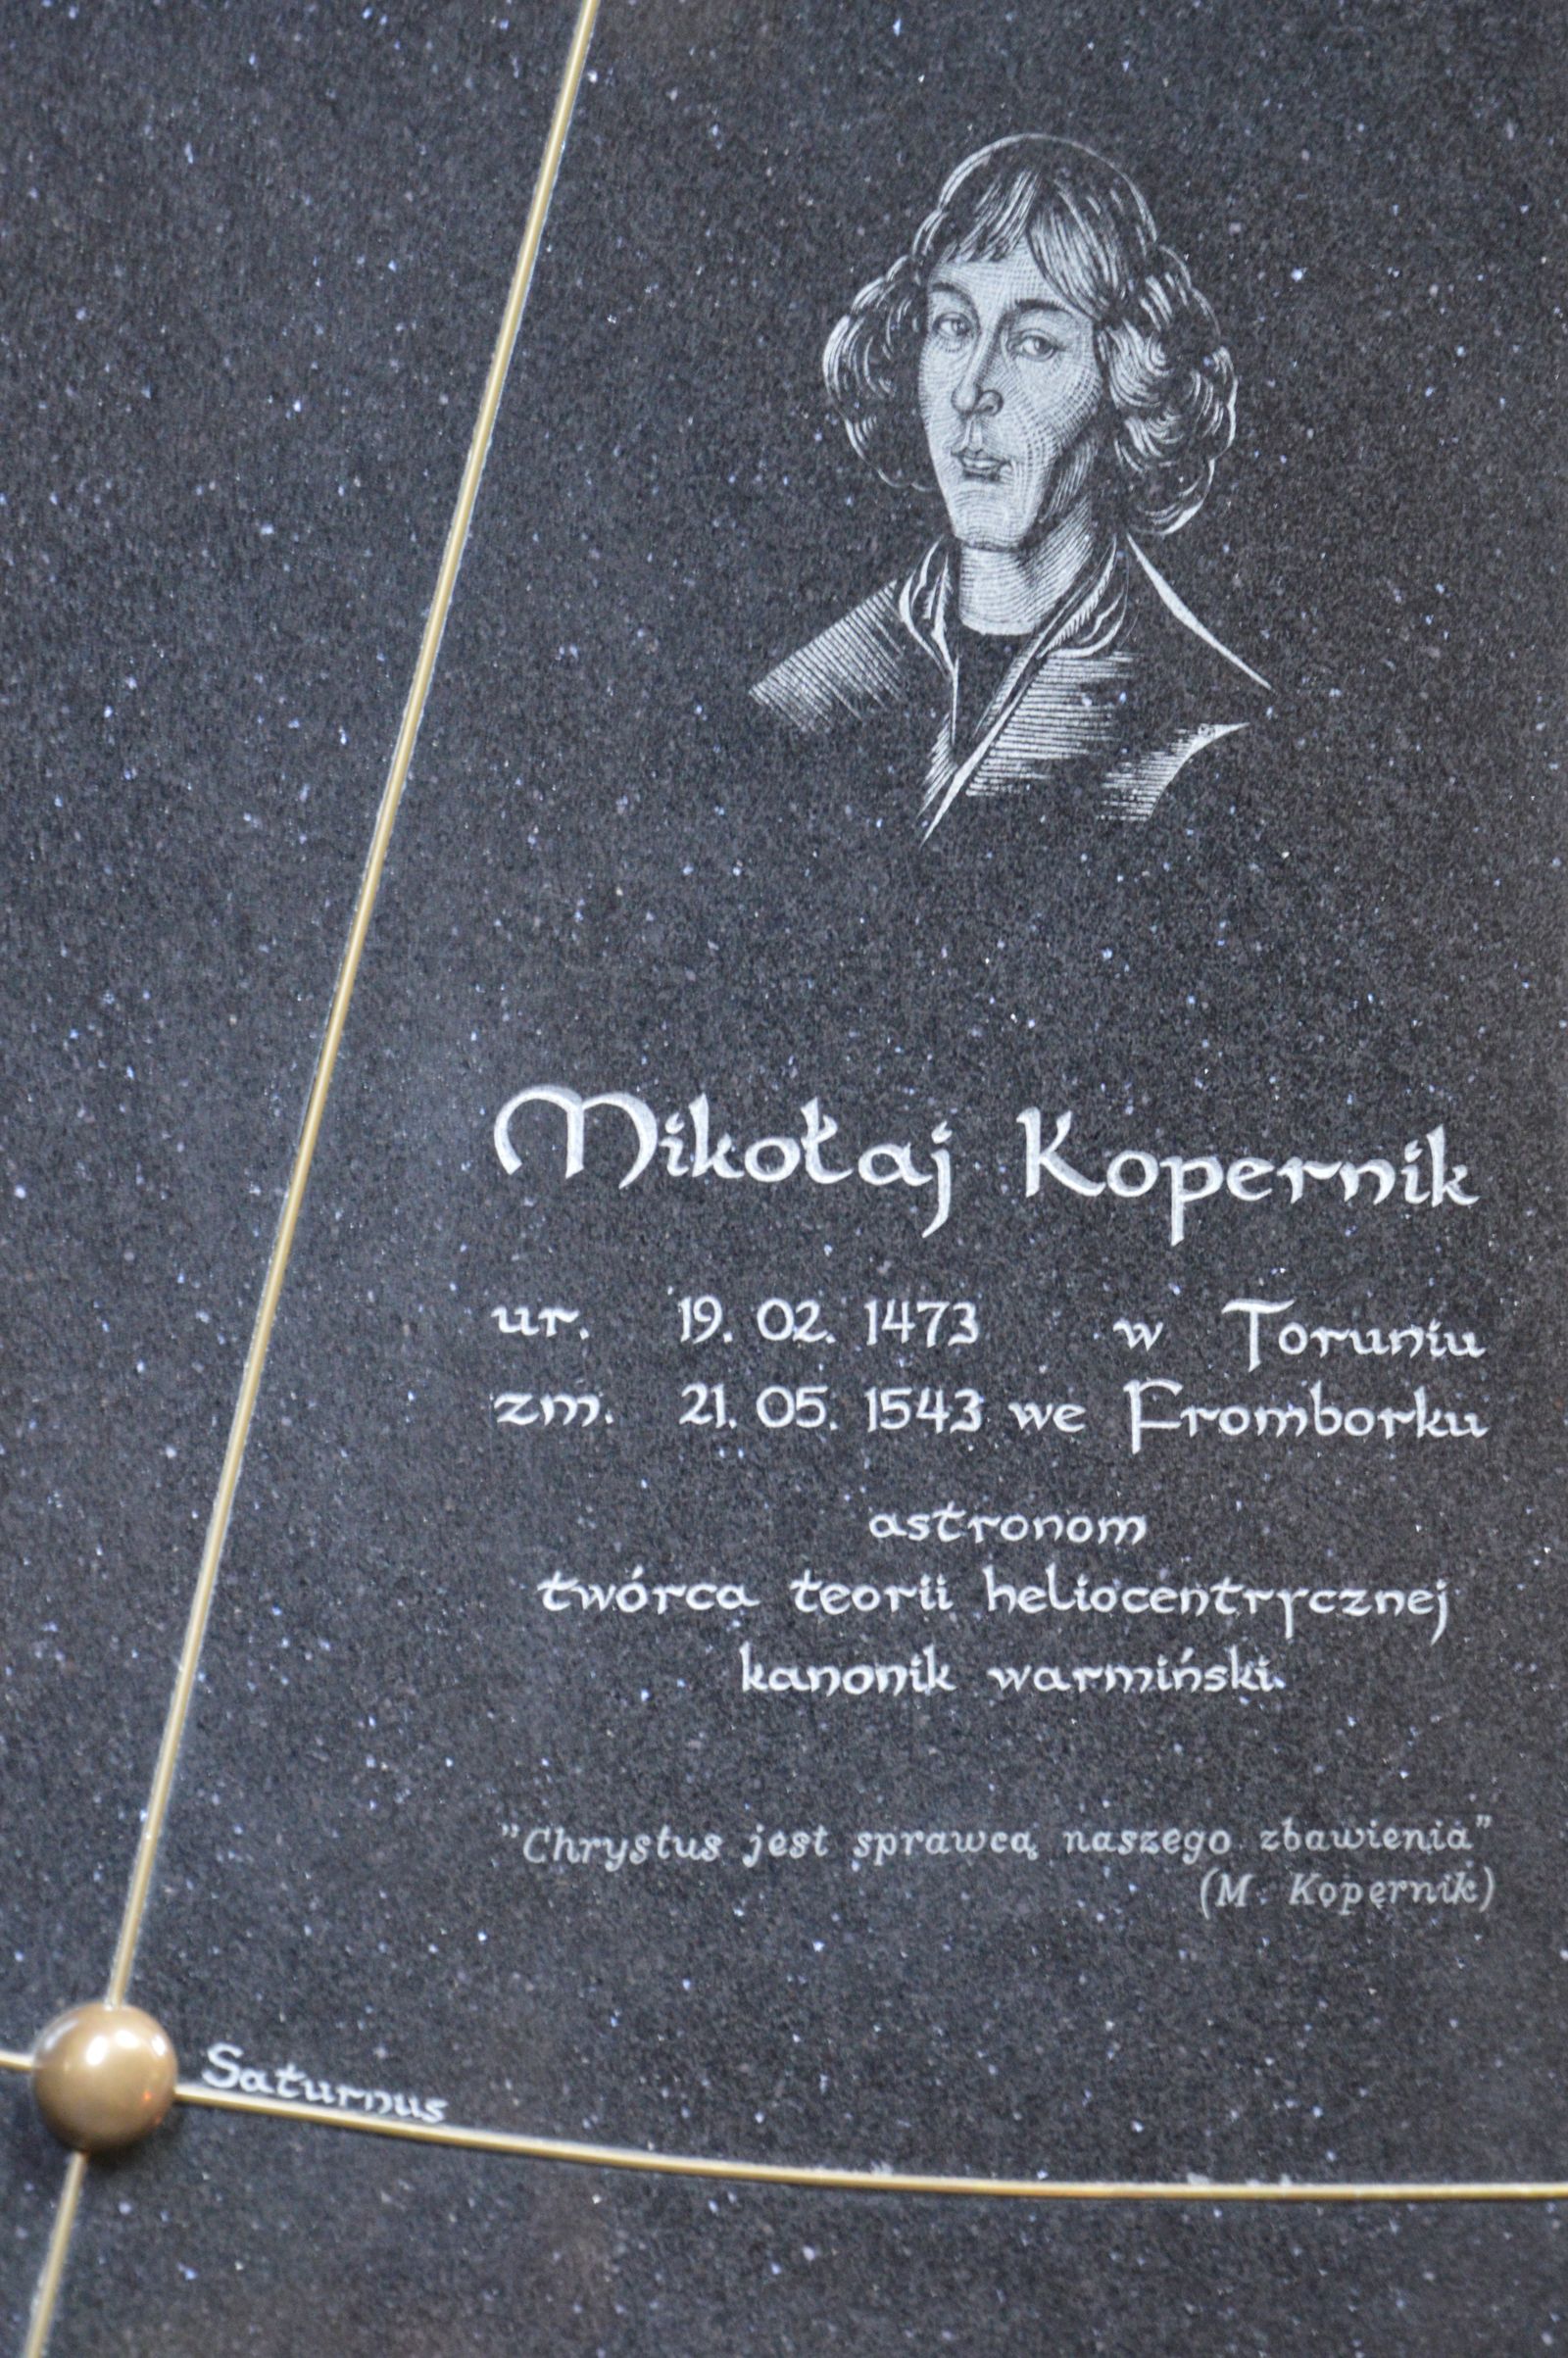 Mikołaj Kopernik
ur. 19. 02. 1473 w Toruniu
zm. 21. 05. 1543 we Fromborku
astronom
twórca teorii heliocentrycznej
kanonik warmiński
"Chrystus jest sprawcą naszego zbawienia"
(M. Kopernik)
Saturnus